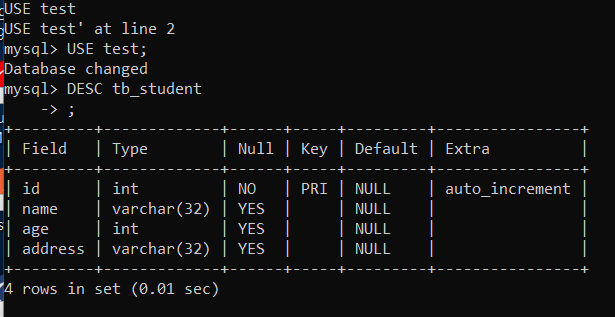 USE test
USE test' at line 2
mysql> USE test;
Database changed
mysql> DESC tb_student
    -> ;
+---------+-------------+------+-----+---------+----------------+
| Field   | Type        | Null | Key | Default | Extra          |
+---------+-------------+------+-----+---------+----------------+
| id      | int         | NO   | PRI | NULL    | auto_increment |
| name    | varchar(32) | YES  |     | NULL    |                |
| age     | int         | YES  |     | NULL    |                |
| address | varchar(32) | YES  |     | NULL    |                |
+---------+-------------+------+-----+---------+----------------+
4 rows in set (0.01 sec)